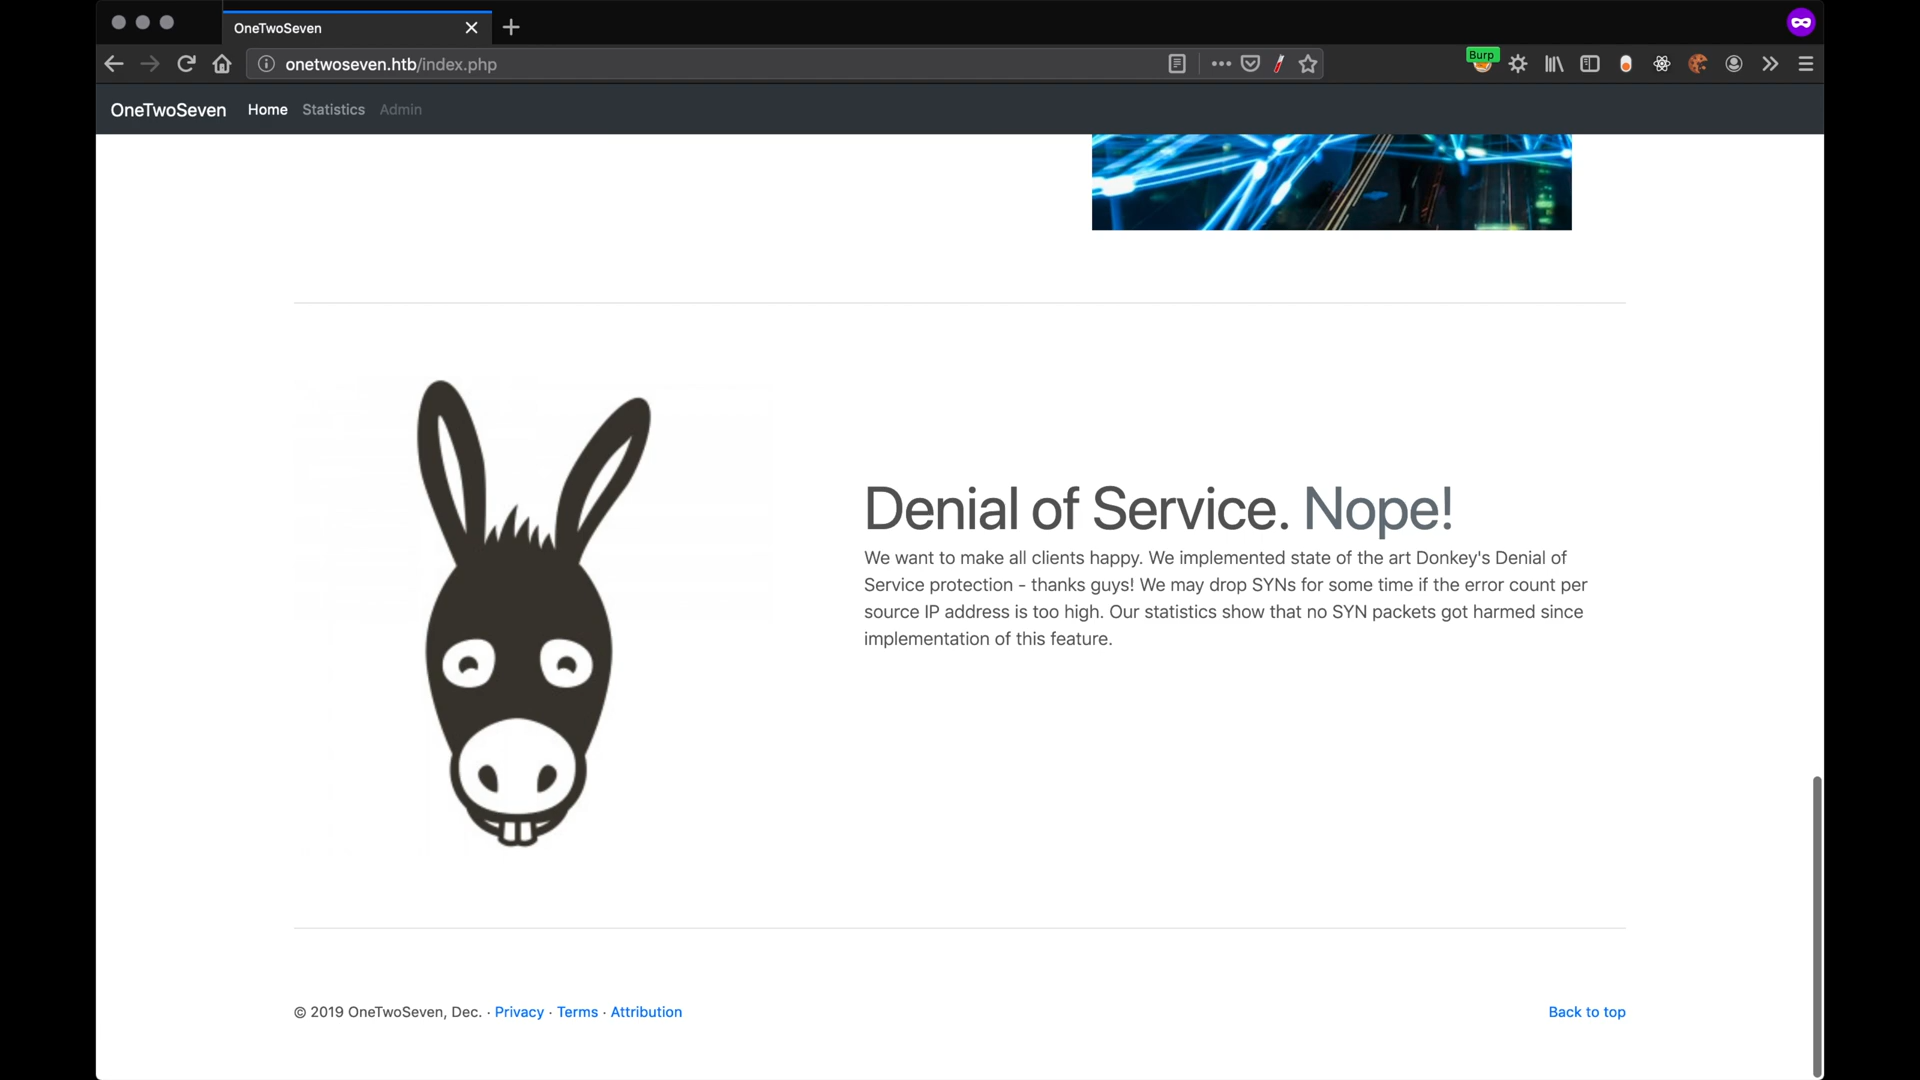 OneTwoSeven
onetwoseven.htb/index.php
Burp
OneTwoSeven Home Statistics Admin
Denial of Service. Nope!
We want to make all clients happy. We implemented state of the art Donkey's Denial of
Service protection - thanks guys! We may drop SYNs for some time if the error count per
source IP address is too high. Our statistics show that no SYN packets got harmed since
implementation of this feature.
© 2019 OneTwoSeven, Dec. · Privacy · Terms · Attribution
Back to top